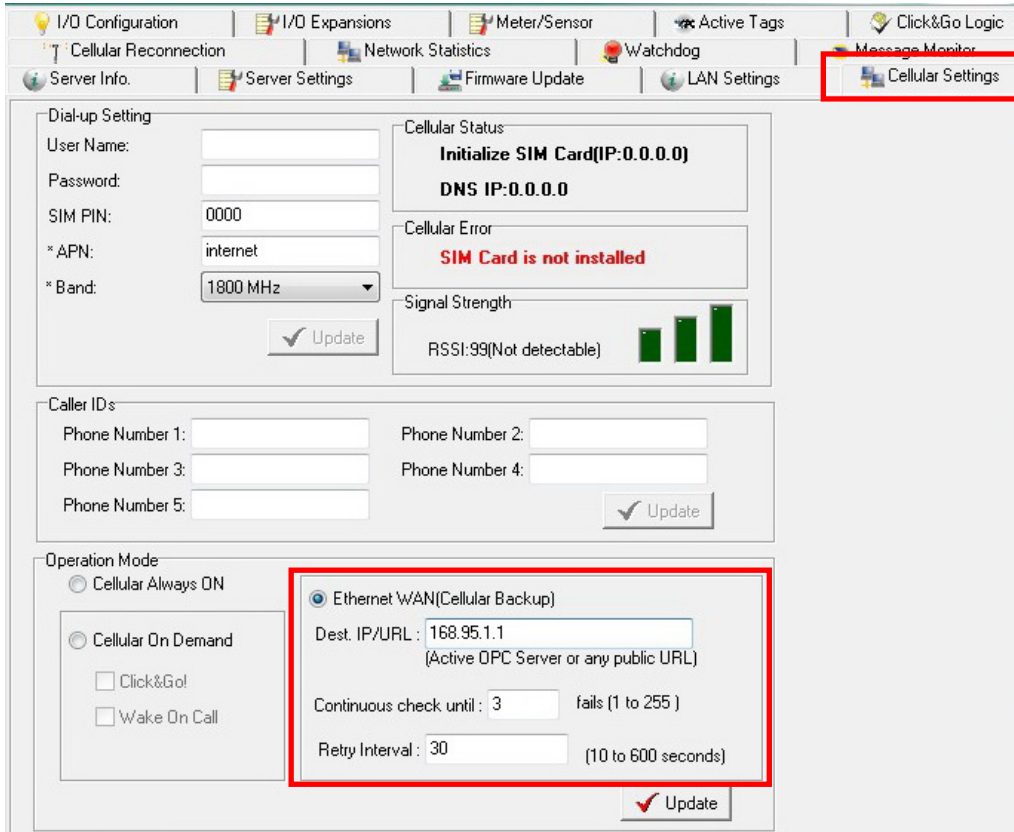 I/O Configuration
I/O Expansions
Meter/Sensor
Active Tags
Click&Go Logic
Cellular Reconnection
Network Statistics
Watchdog
Message Monitor
Server Info.
Server Settings
Firmware Update
LAN Settings
Cellular Settings
Dial-up Setting
User Name:
Password:
SIM PIN: 0000
* APN: internet
* Band: 1800 MHz
Update
Cellular Status
Initialize SIM Card(IP:0.0.0.0)
DNS IP:0.0.0.0
Cellular Error
SIM Card is not installed
Signal Strength
RSSI:99(Not detectable)
Caller IDs
Phone Number 1:
Phone Number 2:
Phone Number 3:
Phone Number 4:
Phone Number 5:
Update
Operation Mode
Cellular Always ON
Cellular On Demand
Click&Go!
Wake On Call
Ethernet WAN(Cellular Backup)
Dest. IP/URL : 168.95.1.1
(Active OPC Server or any public URL)
Continuous check until : 3 fails (1 to 255 )
Retry Interval : 30 (10 to 600 seconds)
Update